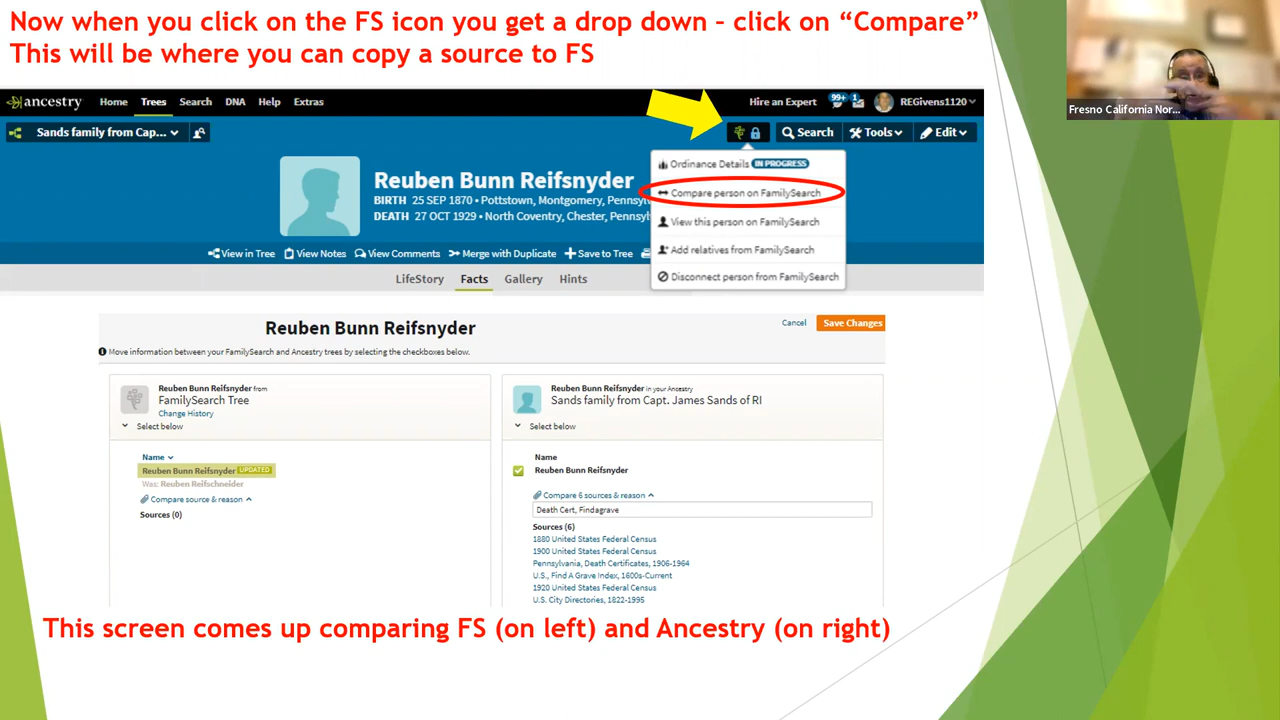 Now when you click on the FS icon you get a drop down – click on “Compare”
This will be where you can copy a source to FS
Fresno California Nor...
ancestry Home Trees Search DNA Help Extras Hire an Expert 99+ 1 REGivens1120
Sands family from Cap... Search Tools Edit
Ordinance Details IN PROGRESS
Compare person on FamilySearch
View this person on FamilySearch
Add relatives from FamilySearch
Disconnect person from FamilySearch
Reuben Bunn Reifsnyder
BIRTH 25 SEP 1870 • Pottstown, Montgomery, Pennsyl
DEATH 27 OCT 1929 • North Coventry, Chester, Pennsyl
View in Tree View Notes View Comments Merge with Duplicate Save to Tree
LifeStory Facts Gallery Hints
Reuben Bunn Reifsnyder
Cancel Save Changes
Move information between your FamilySearch and Ancestry trees by selecting the checkboxes below.
Reuben Bunn Reifsnyder from
FamilySearch Tree
Change History
Select below
Name
Reuben Bunn Reifsnyder UPDATED
Was: Reuben Reifschneider
Compare source & reason
Sources (0)
Reuben Bunn Reifsnyder in your Ancestry
Sands family from Capt. James Sands of RI
Select below
Name
Reuben Bunn Reifsnyder
Compare 6 sources & reason
Death Cert, Findagrave
Sources (6)
1880 United States Federal Census
1900 United States Federal Census
Pennsylvania, Death Certificates, 1906-1964
U.S., Find A Grave Index, 1600s-Current
1920 United States Federal Census
U.S. City Directories, 1822-1995
This screen comes up comparing FS (on left) and Ancestry (on right)